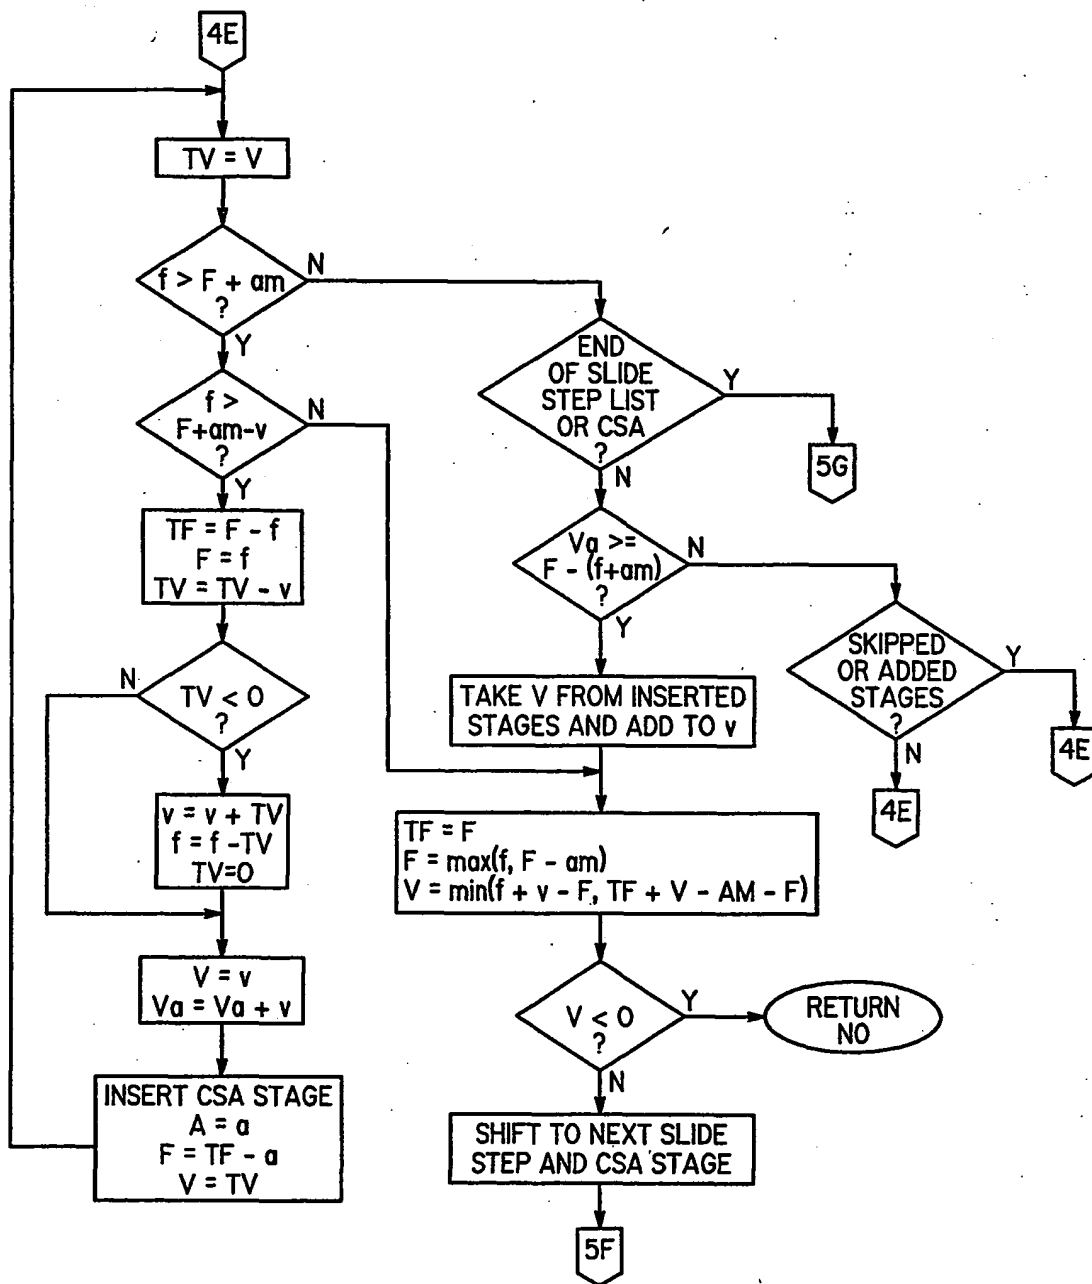 4E
TV = V
f > F + am
?
N
Y
f >
F+am-v
?
N
Y
TF = F - f
F = f
TV = TV - v
TV < 0
?
N
Y
v = v + TV
f = f -TV
TV=0
V = v
Va = Va + v
INSERT CSA STAGE
A = a
F = TF - a
V = TV
END
OF SLIDE
STEP LIST
OR CSA
?
Y
5G
N
Va >=
F - (f+am)
?
N
Y
SKIPPED
OR ADDED
STAGES
?
Y
4E
N
4E
TAKE V FROM INSERTED
STAGES AND ADD TO v
TF = F
F = max(f, F - am)
V = min(f + v - F, TF + V - AM - F)
V < 0
?
Y
RETURN
NO
N
SHIFT TO NEXT SLIDE
STEP AND CSA STAGE
5F